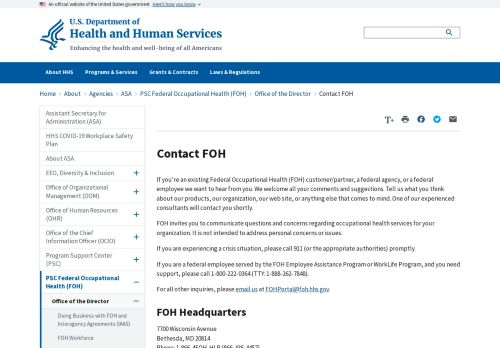 An official website of the United States government Here's how you know
U.S. Department of
Health and Human Services
Enhancing the health and well-being of all Americans
About HHS Programs & Services Grants & Contracts Laws & Regulations
Home › About › Agencies › ASA › PSC Federal Occupational Health (FOH) › Office of the Director › Contact FOH
Assistant Secretary for
Administration (ASA)
HHS COVID-19 Workplace Safety
Plan
About ASA
EEO, Diversity & Inclusion +
Office of Organizational
Management (OOM) +
Office of Human Resources
(OHR) +
Office of the Chief
Information Officer (OCIO) +
Program Support Center
(PSC) +
PSC Federal Occupational
Health (FOH) −
Office of the Director −
Doing Business with FOH and
Interagency Agreements (IAAS)
FOH Workforce
T+
Contact FOH
If you're an existing Federal Occupational Health (FOH) customer/partner, a federal agency, or a federal
employee we want to hear from you. We welcome all your comments and suggestions. Tell us what you think
about our products, our organization, our web site, or anything else that comes to mind. One of our experienced
consultants will contact you shortly.
FOH invites you to communicate questions and concerns regarding occupational health services for your
organization. It is not intended to address personal concerns or issues.
If you are experiencing a crisis situation, please call 911 (or the appropriate authorities) promptly.
If you are a federal employee served by the FOH Employee Assistance Program or WorkLife Program, and you need
support, please call 1-800-222-0364 (TTY: 1-888-262-7848).
For all other inquiries, please email us at FOHPortal@foh.hhs.gov.
FOH Headquarters
7700 Wisconsin Avenue
Bethesda, MD 20814